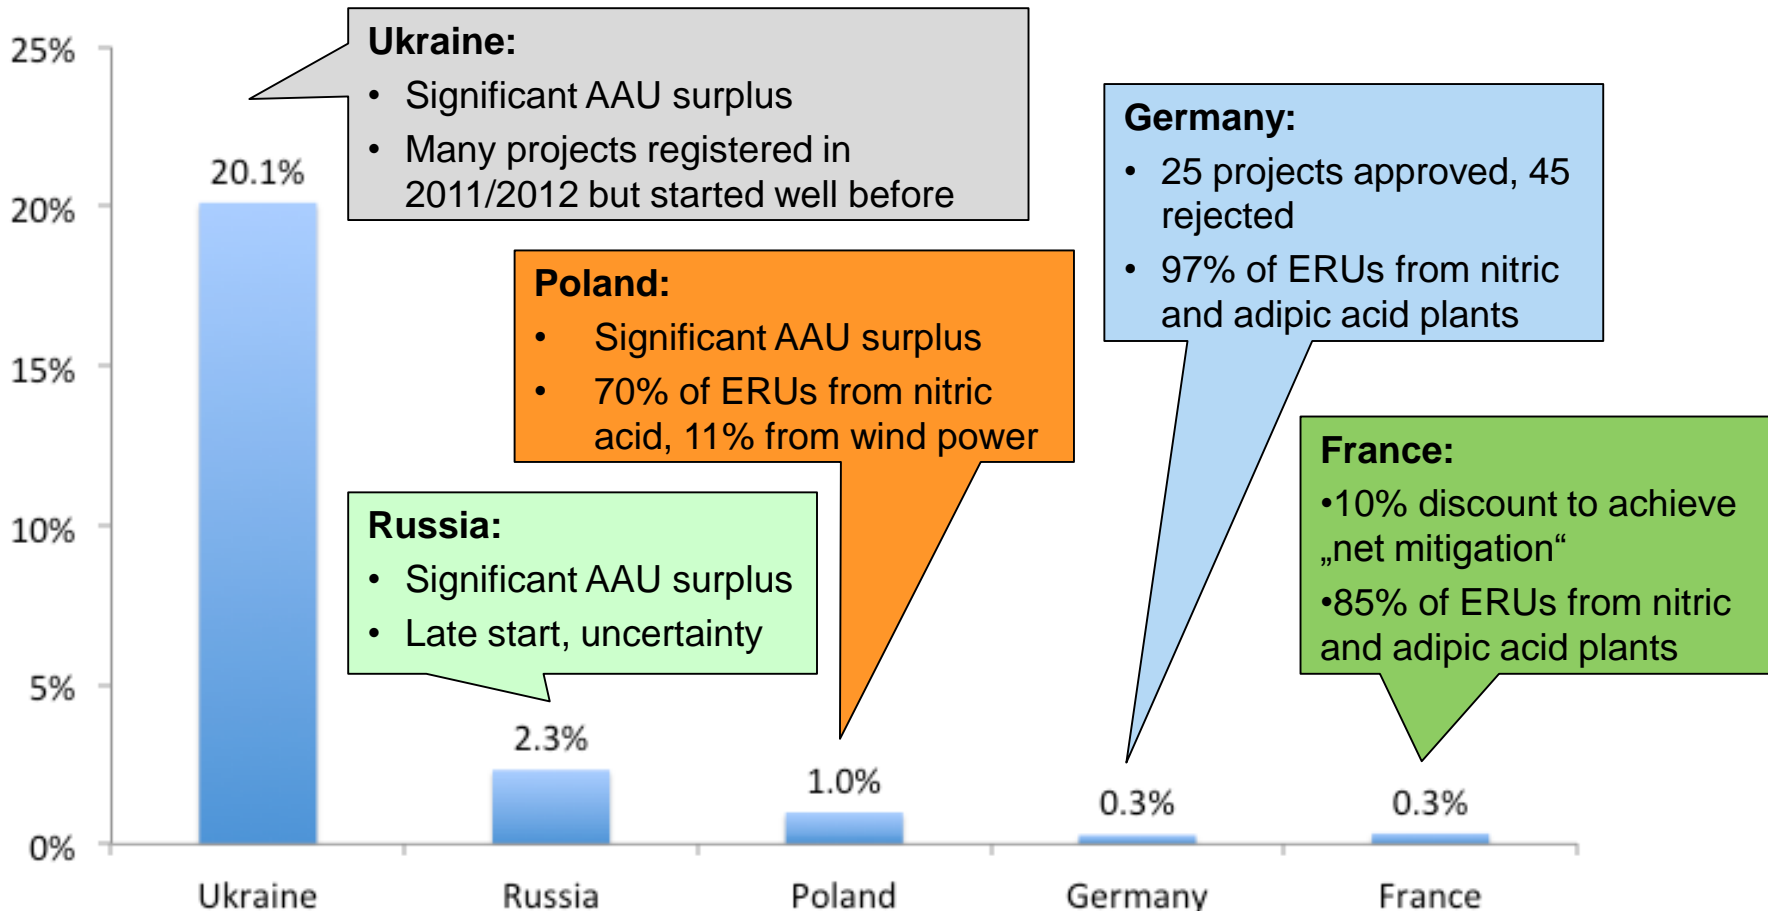 25%
20%
15%
10%
5%
0%
Ukraine:
• Significant AAU surplus
• Many projects registered in
2011/2012 but started well before
Germany:
• 25 projects approved, 45
rejected
• 97% of ERUs from nitric
and adipic acid plants
Poland:
• Significant AAU surplus
• 70% of ERUs from nitric
acid, 11% from wind power
France:
•10% discount to achieve
„net mitigation“
•85% of ERUs from nitric
and adipic acid plants
Russia:
• Significant AAU surplus
• Late start, uncertainty
20.1%
2.3%
1.0%
0.3%
0.3%
Ukraine
Russia
Poland
Germany
France